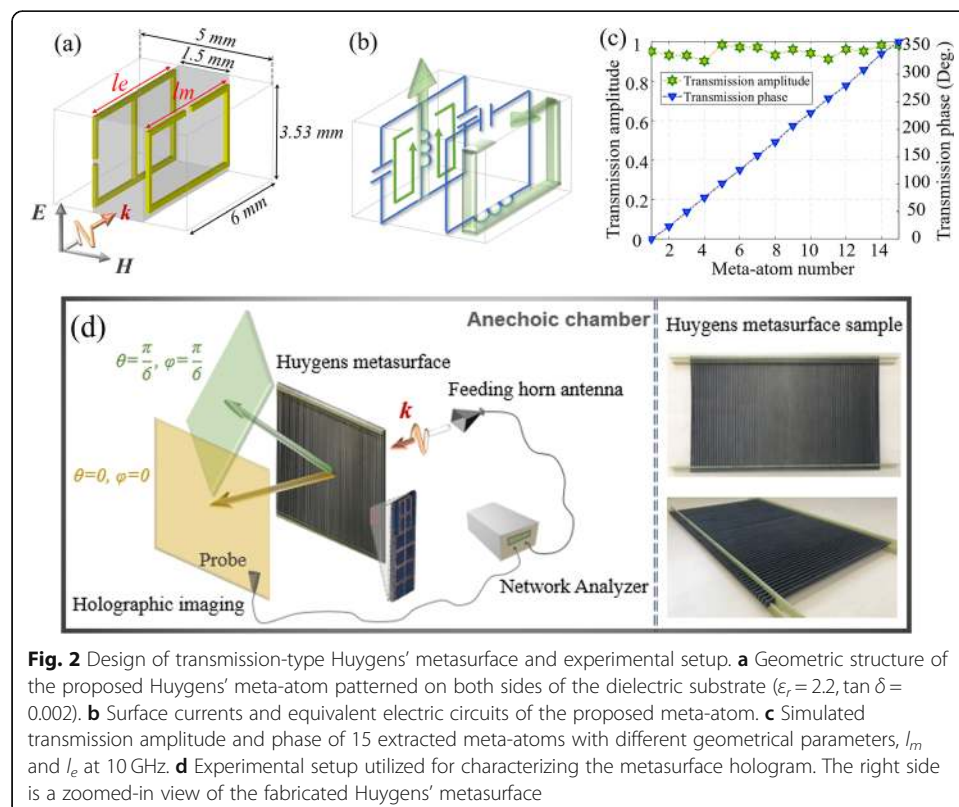 (a)
5 mm
1.5 mm
le
lm
3.53 mm
6 mm
E
k
H
(b)
(c)
Transmission amplitude
1
0.8
0.6
0.4
0.2
0
Transmission amplitude
Transmission phase
350
300
250
200
150
100
50
0
Transmission phase (Deg.)
2 4 6 8 10 12 14
Meta-atom number
(d)
Anechoic chamber
θ=π/6, φ=π/6
Huygens metasurface
Feeding horn antenna
k
θ=0, φ=0
Probe
Holographic imaging
Network Analyzer
Huygens metasurface sample
Fig. 2 Design of transmission-type Huygens' metasurface and experimental setup. a Geometric structure of
the proposed Huygens' meta-atom patterned on both sides of the dielectric substrate (εr = 2.2, tan δ =
0.002). b Surface currents and equivalent electric circuits of the proposed meta-atom. c Simulated
transmission amplitude and phase of 15 extracted meta-atoms with different geometrical parameters, lm
and le at 10 GHz. d Experimental setup utilized for characterizing the metasurface hologram. The right side
is a zoomed-in view of the fabricated Huygens' metasurface